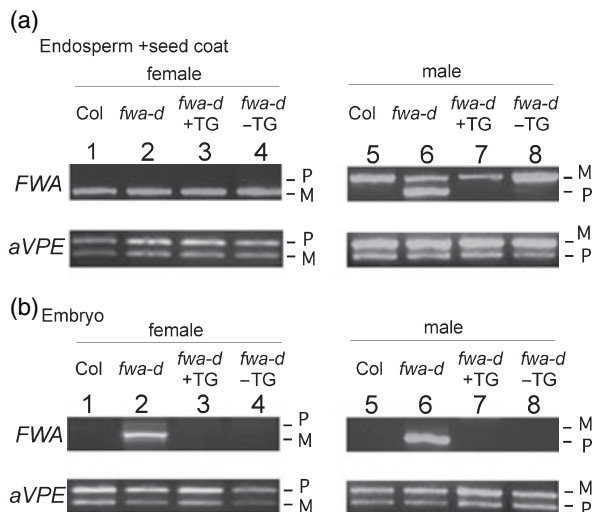 (a)
Endosperm +seed coat
female
male
Col fwa-d fwa-d +TG fwa-d –TG
Col fwa-d fwa-d +TG fwa-d –TG
1 2 3 4
5 6 7 8
FWA
– P
– M
– M
– P
aVPE
– P
– M
– M
– P
(b) Embryo
female
male
Col fwa-d fwa-d +TG fwa-d –TG
Col fwa-d fwa-d +TG fwa-d –TG
1 2 3 4
5 6 7 8
FWA
– P
– M
– M
– P
aVPE
– P
– M
– M
– P